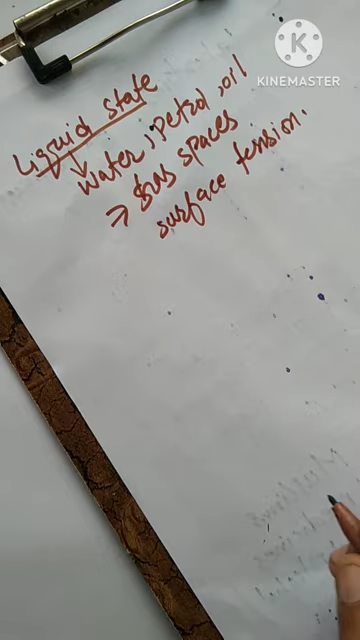 KINEMASTER
Liquid state
Water, Petrol, oil
⇒ spaces
surface tension.